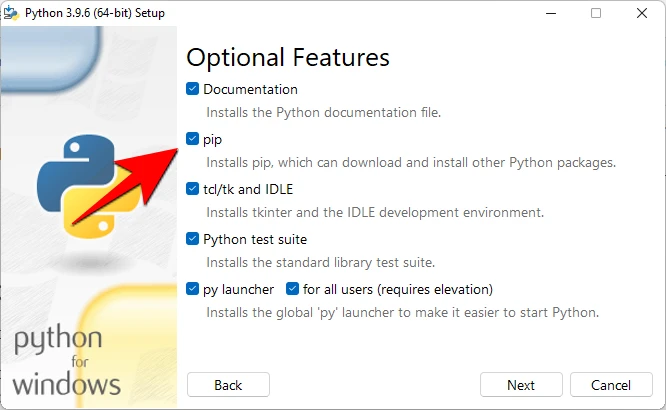 Python 3.9.6 (64-bit) Setup
Optional Features
Documentation
Installs the Python documentation file.
pip
Installs pip, which can download and install other Python packages.
tcl/tk and IDLE
Installs tkinter and the IDLE development environment.
Python test suite
Installs the standard library test suite.
py launcher for all users (requires elevation)
Installs the global 'py' launcher to make it easier to start Python.
python
for
windows
Back Next Cancel